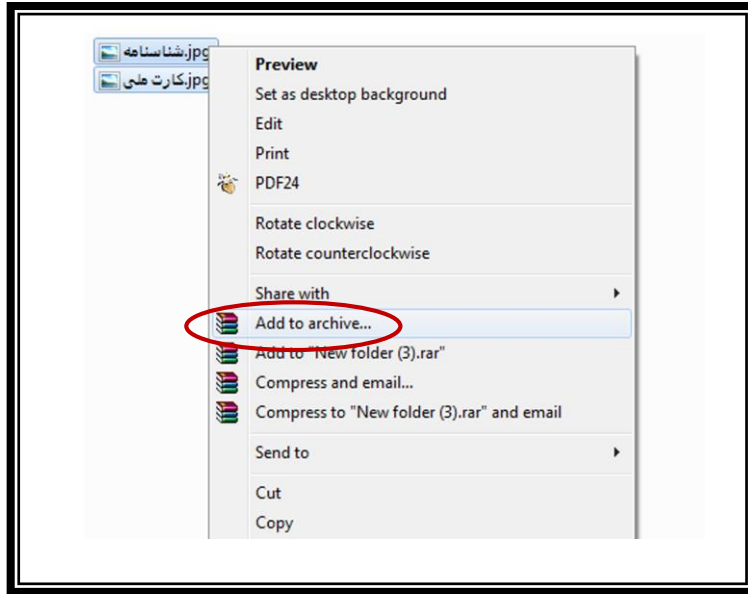 شناسنامه.jpg
کارت ملی.jpg
Preview
Set as desktop background
Edit
Print
PDF24
Rotate clockwise
Rotate counterclockwise
Share with
Add to archive...
Add to "New folder (3).rar"
Compress and email...
Compress to "New folder (3).rar" and email
Send to
Cut
Copy